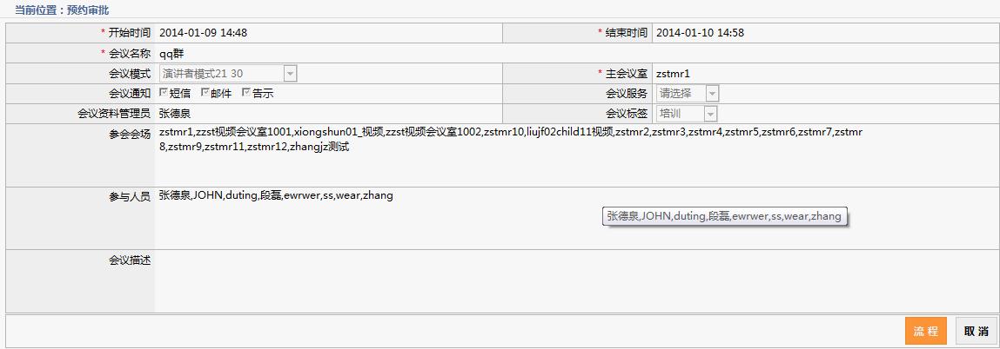 当前位置：预约审批
* 开始时间 2014-01-09 14:48 * 结束时间 2014-01-10 14:58
* 会议名称 qq群
会议模式 演讲者模式21 30 * 主会议室 zstmr1
会议通知 短信 邮件 告示 会议服务 请选择
会议资料管理员 张德泉 会议标签 培训
参会会场 zstmr1,zzst视频会议室1001,xiongshun01_视频,zzst视频会议室1002,zstmr10,liujf02child11视频,zstmr2,zstmr3,zstmr4,zstmr5,zstmr6,zstmr7,zstmr
8,zstmr9,zstmr11,zstmr12,zhangjz测试
参与人员 张德泉,JOHN,duting,段磊,ewrwer,ss,wear,zhang
张德泉,JOHN,duting,段磊,ewrwer,ss,wear,zhang
会议描述
流 程 取 消